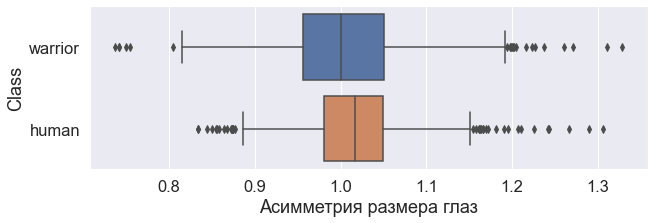 Class
warrior
human
0.8 0.9 1.0 1.1 1.2 1.3
Асимметрия размера глаз